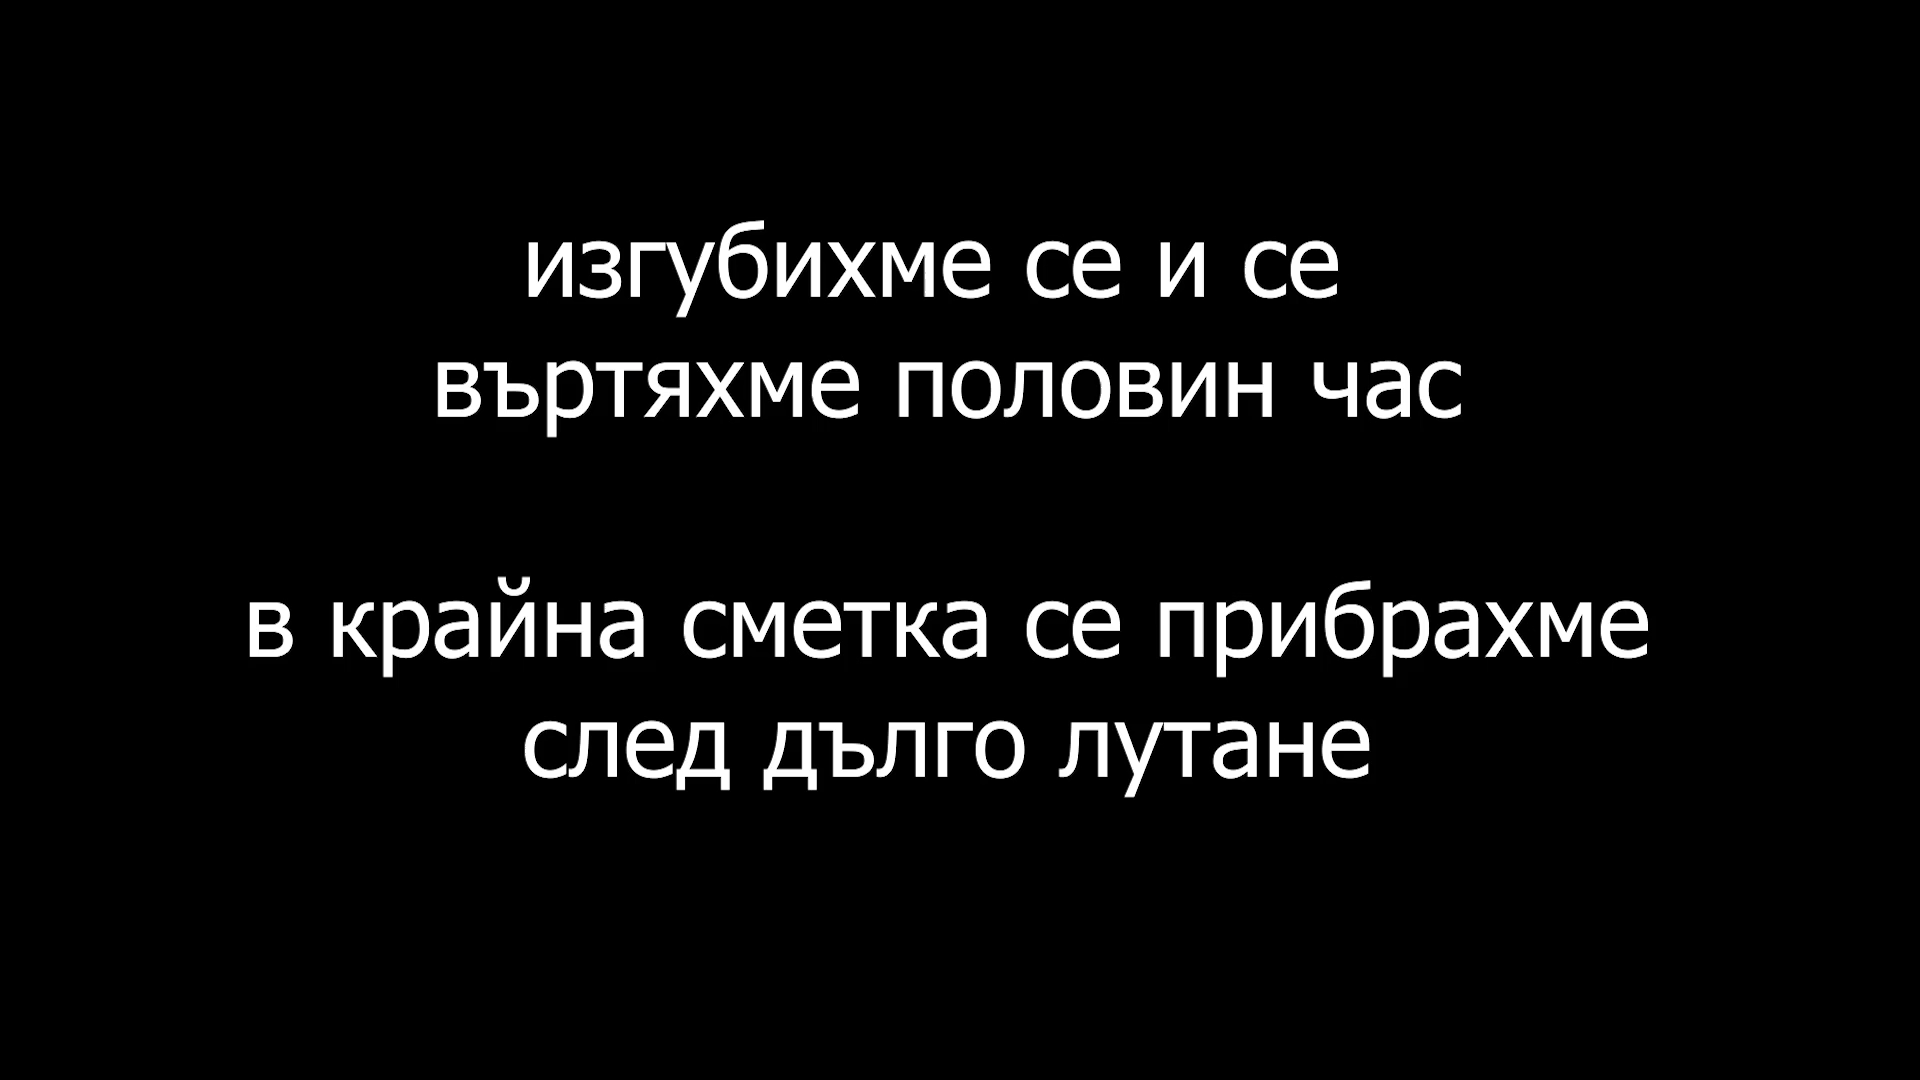 изгубихме се и се
въртяхме половин час
в крайна сметка се прибрахме
след дълго лутане